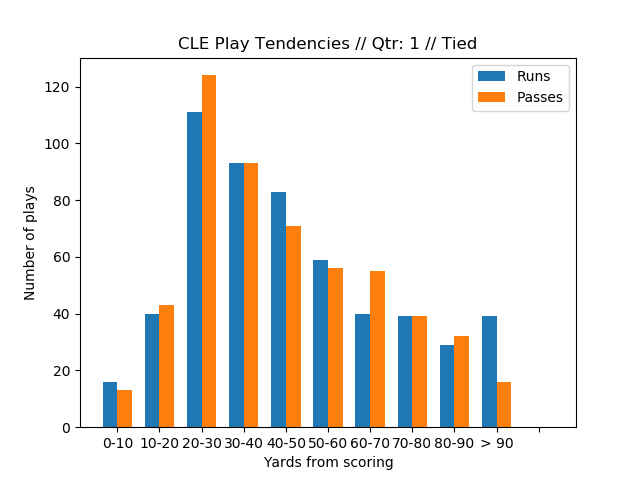 CLE Play Tendencies // Qtr: 1 // Tied
Runs
Passes
120
100
80
60
40
20
0
Number of plays
0-10 10-20 20-30 30-40 40-50 50-60 60-70 70-80 80-90 > 90
Yards from scoring